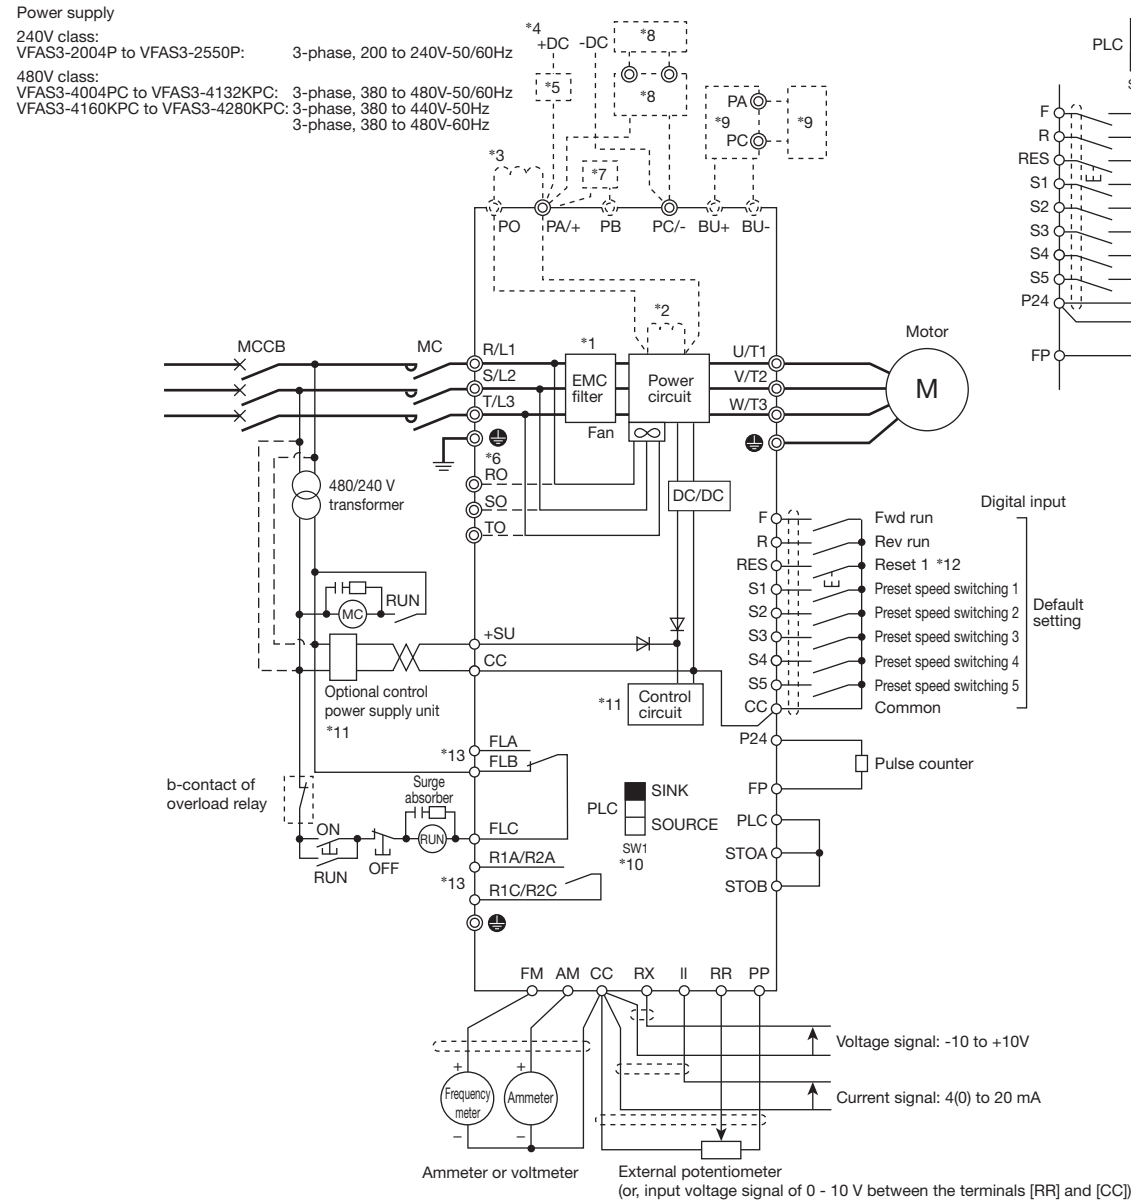 Power supply
240V class:
VFAS3-2004P to VFAS3-2550P: 3-phase, 200 to 240V-50/60Hz
480V class:
VFAS3-4004PC to VFAS3-4132KPC: 3-phase, 380 to 480V-50/60Hz
VFAS3-4160KPC to VFAS3-4280KPC: 3-phase, 380 to 440V-50Hz
3-phase, 380 to 480V-60Hz
*4
+DC -DC
*8
*5
*8
PA
*9
*9
PC
*3
*7
PO PA/+ PB PC/- BU+ BU-
PLC
F
R
RES
S1
S2
S3
S4
S5
P24
FP
*2
MCCB MC
R/L1
*1
U/T1
Motor
S/L2
EMC filter
Power circuit
V/T2
M
T/L3
W/T3
Fan
*6
RO
480/240 V
transformer
SO
DC/DC
TO
Digital input
F Fwd run
R Rev run
RES Reset 1 *12
S1 Preset speed switching 1
S2 Preset speed switching 2
S3 Preset speed switching 3
S4 Preset speed switching 4
S5 Preset speed switching 5
CC Common
Default
setting
RUN
MC
+SU
CC
Optional control
power supply unit
*11
*11
Control
circuit
P24
Pulse counter
FP
*13
FLA
FLB
b-contact of
overload relay
Surge
absorber
SINK
PLC
SOURCE
SW1
*10
PLC
STOA
STOB
ON
RUN
FLC
RUN
OFF
R1A/R2A
*13
R1C/R2C
FM AM CC RX II RR PP
Voltage signal: -10 to +10V
+ +
Frequency
meter
Ammeter
− −
Current signal: 4(0) to 20 mA
Ammeter or voltmeter
External potentiometer
(or, input voltage signal of 0 - 10 V between the terminals [RR] and [CC])